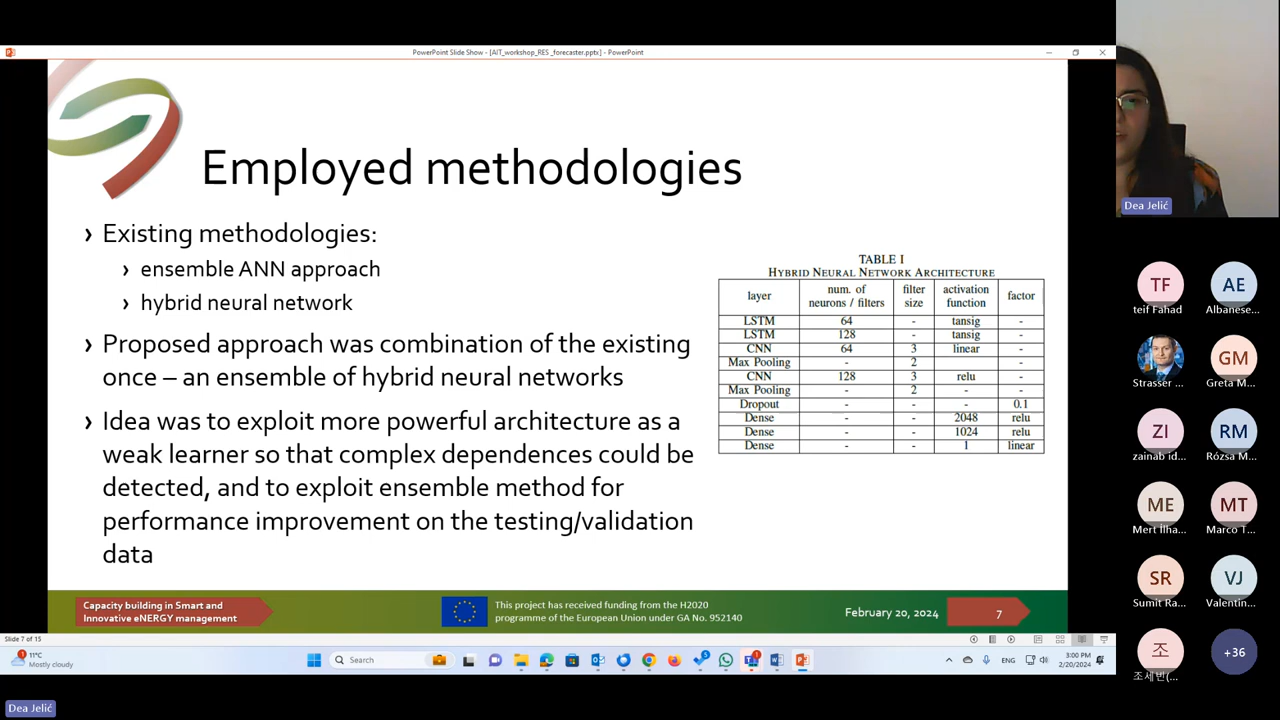 PowerPoint Slide Show - [AIT_workshop_RES _forecaster.pptx] - PowerPoint
Employed methodologies
› Existing methodologies:
› ensemble ANN approach
› hybrid neural network
› Proposed approach was combination of the existing
once – an ensemble of hybrid neural networks
› Idea was to exploit more powerful architecture as a
weak learner so that complex dependences could be
detected, and to exploit ensemble method for
performance improvement on the testing/validation
data
TABLE I
HYBRID NEURAL NETWORK ARCHITECTURE
layer num. of neurons / filters filter size activation function factor
LSTM 64 - tansig -
LSTM 128 - tansig -
CNN 64 3 linear -
Max Pooling - 2 - -
CNN 128 3 relu -
Max Pooling - 2 - -
Dropout - - - 0.1
Dense - - 2048 relu
Dense - - 1024 relu
Dense - - 1 linear
Capacity building in Smart and
Innovative eNERGY management
This project has received funding from the H2020
programme of the European Union under GA No. 952140
February 20, 2024
7
Slide 7 of 15
1
11°C
Mostly cloudy
Search
5
1
ENG
3:00 PM
2/20/2024
Dea Jelić
Dea Jelić
TF
teif Fahad
AE
Albanese...
Strasser ...
GM
Greta M...
ZI
zainab id...
RM
Rózsa M...
ME
Mert İlha...
MT
Marco T...
SR
Sumit Ra...
VJ
Valentin...
조
조세빈(...
+36